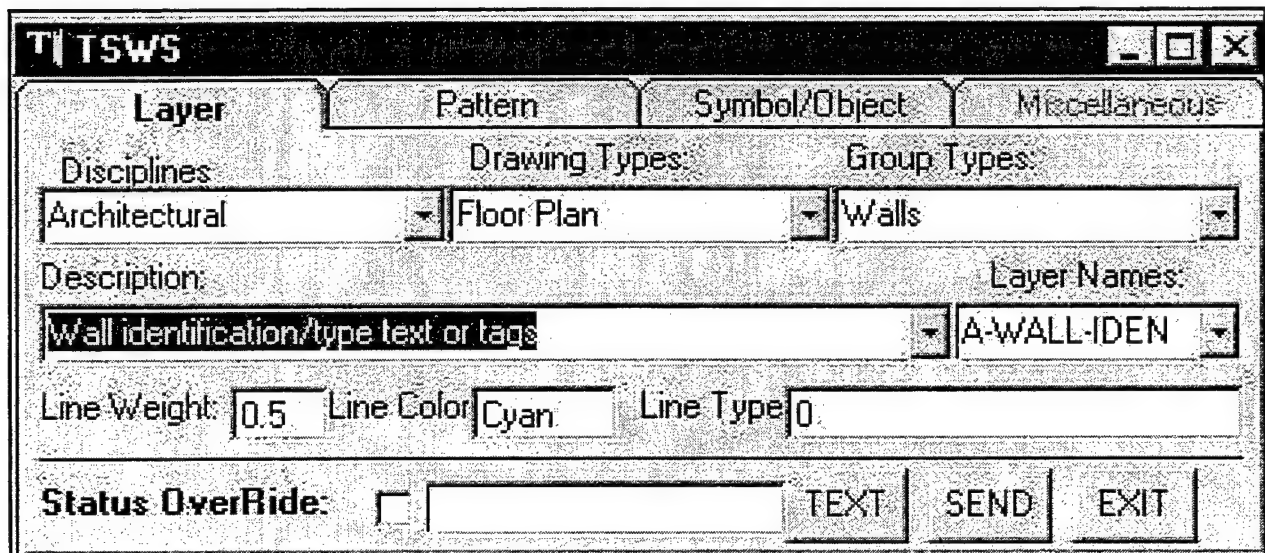 TSWS
Layer Pattern Symbol/Object Miscellaneous
Disciplines Drawing Types: Group Types:
Architectural Floor Plan Walls
Description: Layer Names:
Wall identification/type text or tags A-WALL-IDEN
Line Weight: 0.5 Line Color Cyan Line Type 0
Status OverRide: TEXT SEND EXIT